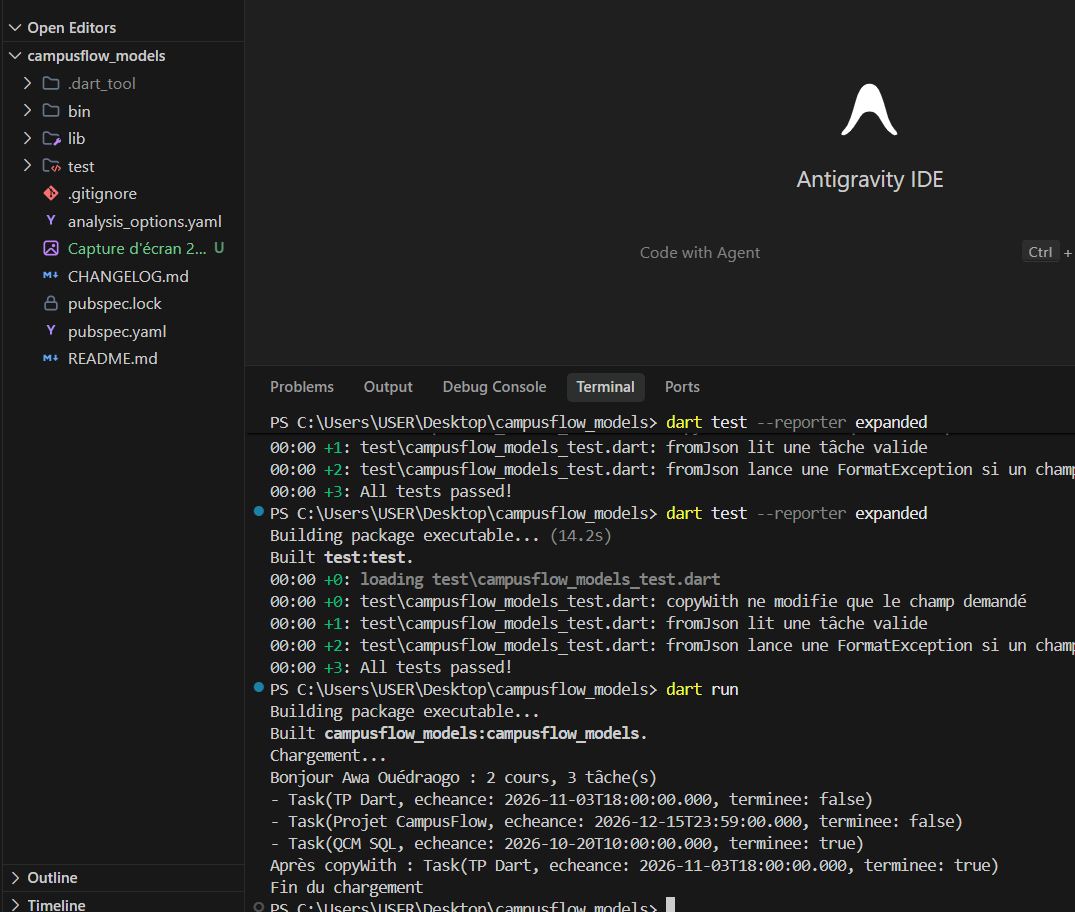 Open Editors
campusflow_models
.dart_tool
bin
lib
test
.gitignore
analysis_options.yaml
Capture d'écran 2... U
CHANGELOG.md
pubspec.lock
pubspec.yaml
README.md
Outline
Timeline
Antigravity IDE
Code with Agent
Ctrl +
Problems Output Debug Console Terminal Ports
PS C:\Users\USER\Desktop\campusflow_models> dart test --reporter expanded
00:00 +1: test\campusflow_models_test.dart: fromJson lit une tâche valide
00:00 +2: test\campusflow_models_test.dart: fromJson lance une FormatException si un champ
00:00 +3: All tests passed!
PS C:\Users\USER\Desktop\campusflow_models> dart test --reporter expanded
Building package executable... (14.2s)
Built test:test.
00:00 +0: loading test\campusflow_models_test.dart
00:00 +0: test\campusflow_models_test.dart: copyWith ne modifie que le champ demandé
00:00 +1: test\campusflow_models_test.dart: fromJson lit une tâche valide
00:00 +2: test\campusflow_models_test.dart: fromJson lance une FormatException si un champ
00:00 +3: All tests passed!
PS C:\Users\USER\Desktop\campusflow_models> dart run
Building package executable...
Built campusflow_models:campusflow_models.
Chargement...
Bonjour Awa Ouédraogo : 2 cours, 3 tâche(s)
- Task(TP Dart, echeance: 2026-11-03T18:00:00.000, terminee: false)
- Task(Projet CampusFlow, echeance: 2026-12-15T23:59:00.000, terminee: false)
- Task(QCM SQL, echeance: 2026-10-20T10:00:00.000, terminee: true)
Après copyWith : Task(TP Dart, echeance: 2026-11-03T18:00:00.000, terminee: true)
Fin du chargement
PS C:\Users\USER\Desktop\campusflow_models>